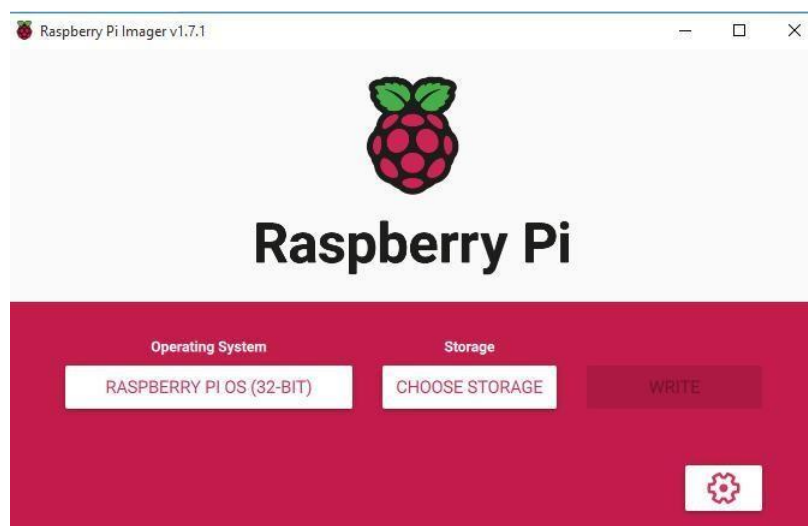 Raspberry Pi Imager v1.7.1
Raspberry Pi
Operating System
Storage
RASPBERRY PI OS (32-BIT)
CHOOSE STORAGE
WRITE